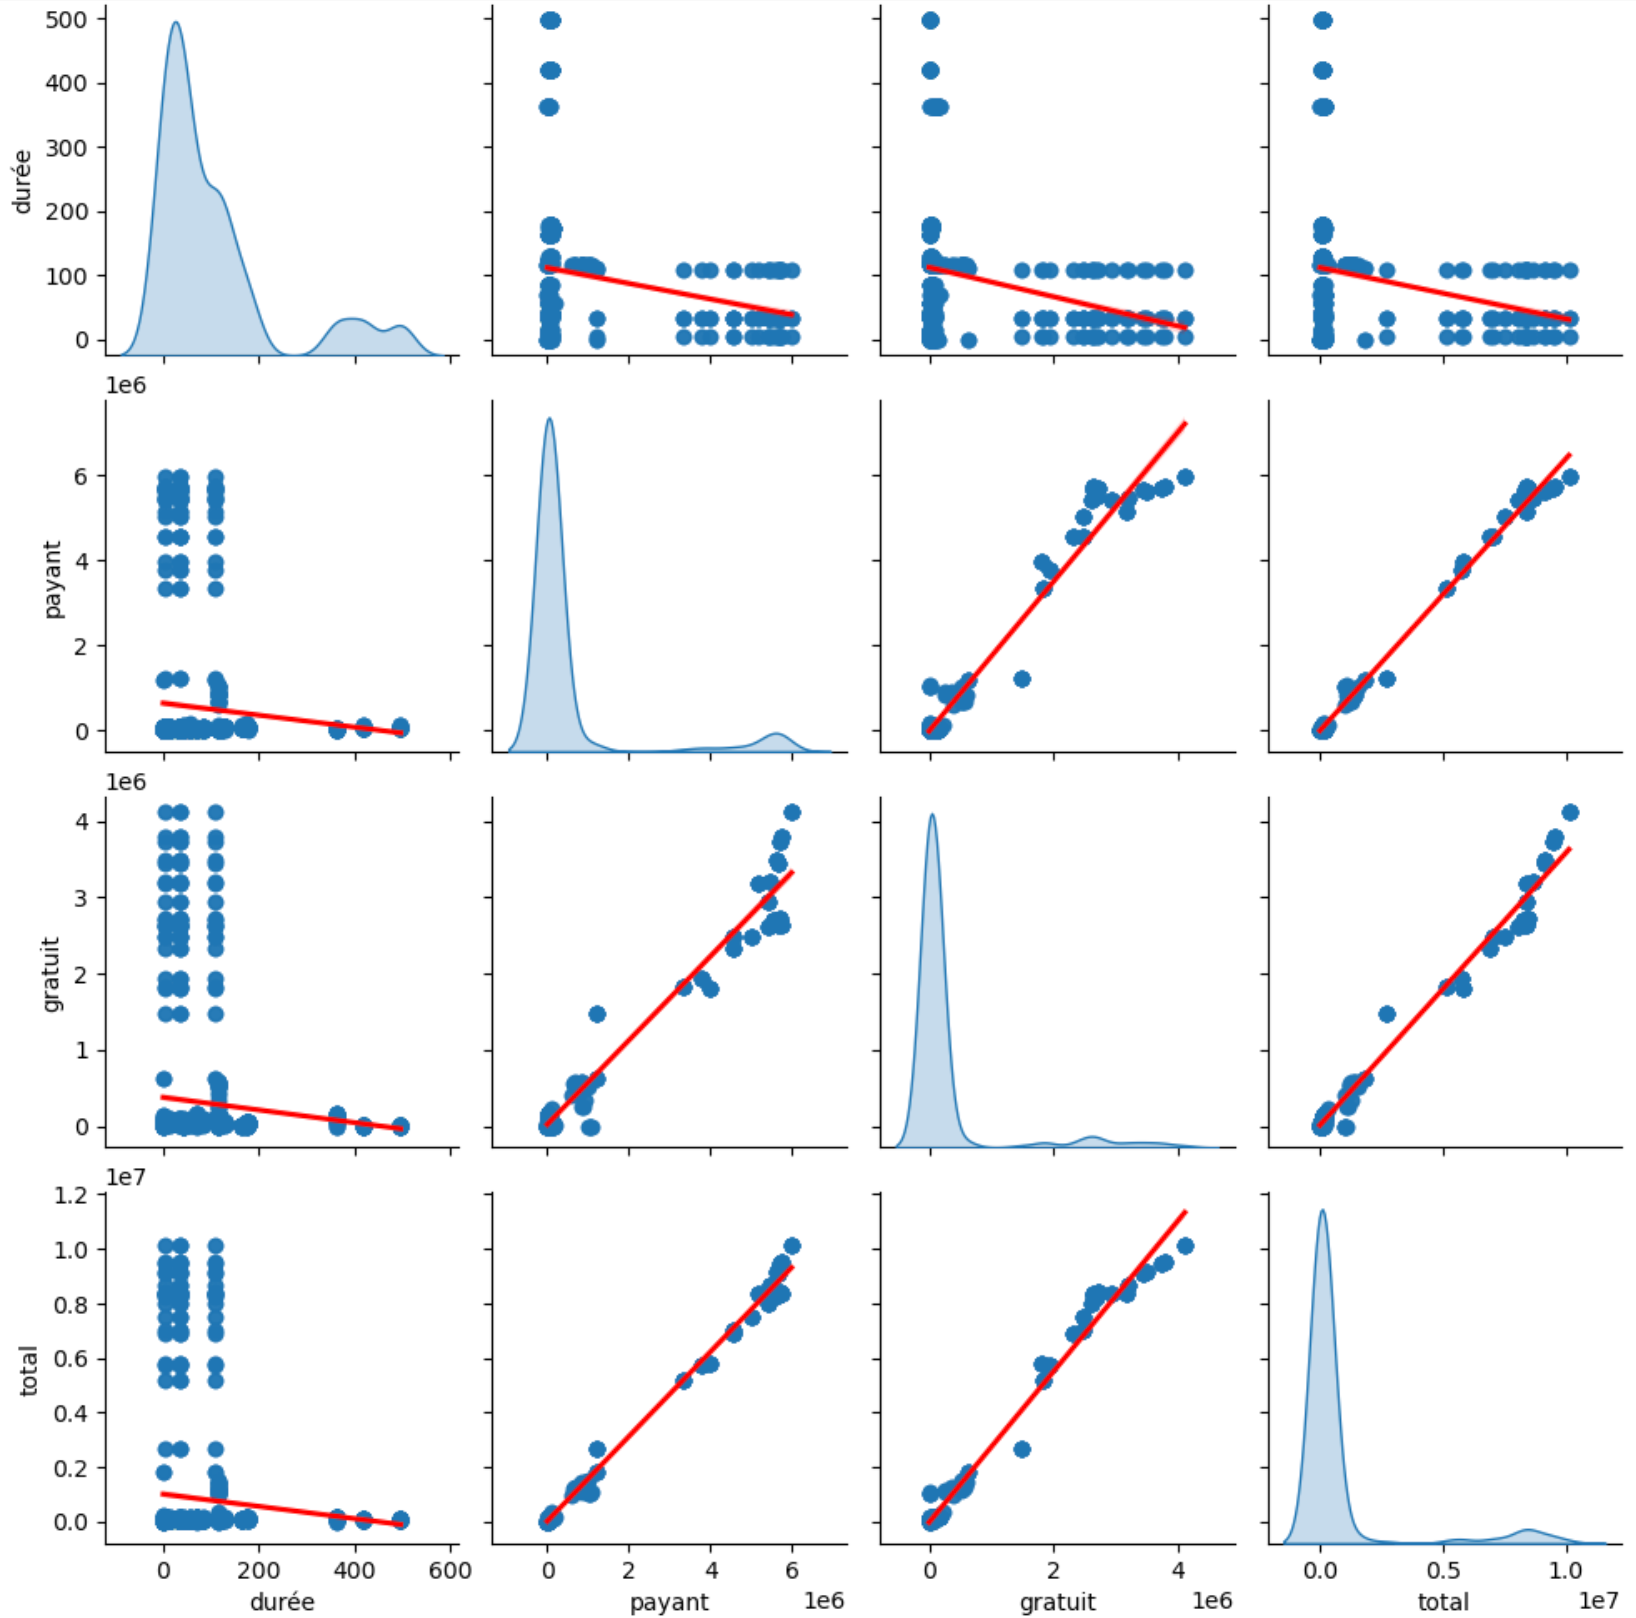 500
400
300
200
100
0
durée
1e6
6
4
2
0
payant
1e6
4
3
2
1
0
gratuit
1e7
1.2
1.0
0.8
0.6
0.4
0.2
0.0
total
0 200 400 600
durée
0 2 4 6
payant 1e6
0 2 4
gratuit 1e6
0.0 0.5 1.0
total 1e7